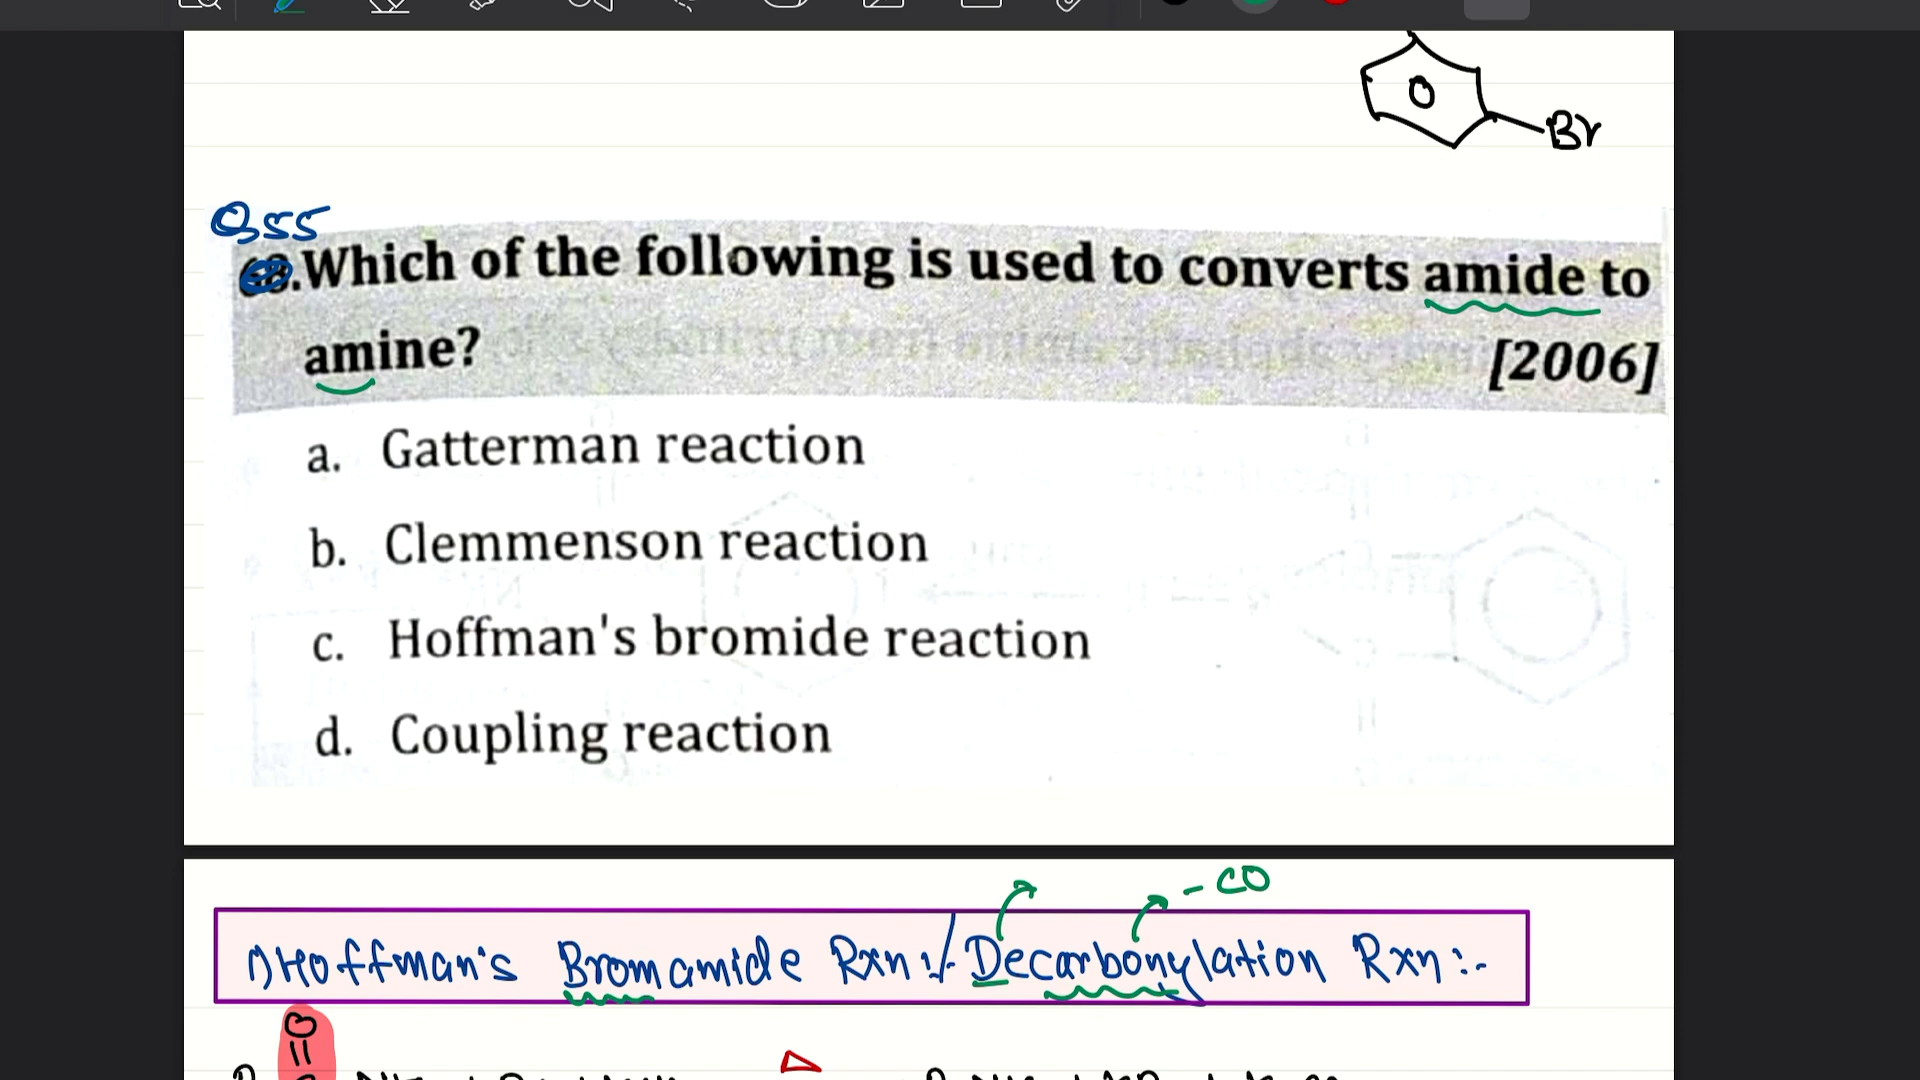 Br
Q55
.Which of the following is used to converts amide to
amine?
[2006]
a. Gatterman reaction
b. Clemmenson reaction
c. Hoffman's bromide reaction
d. Coupling reaction
- CO
1) Hoffman's Bromamide Rxn :/ Decarbonylation Rxn :-
O